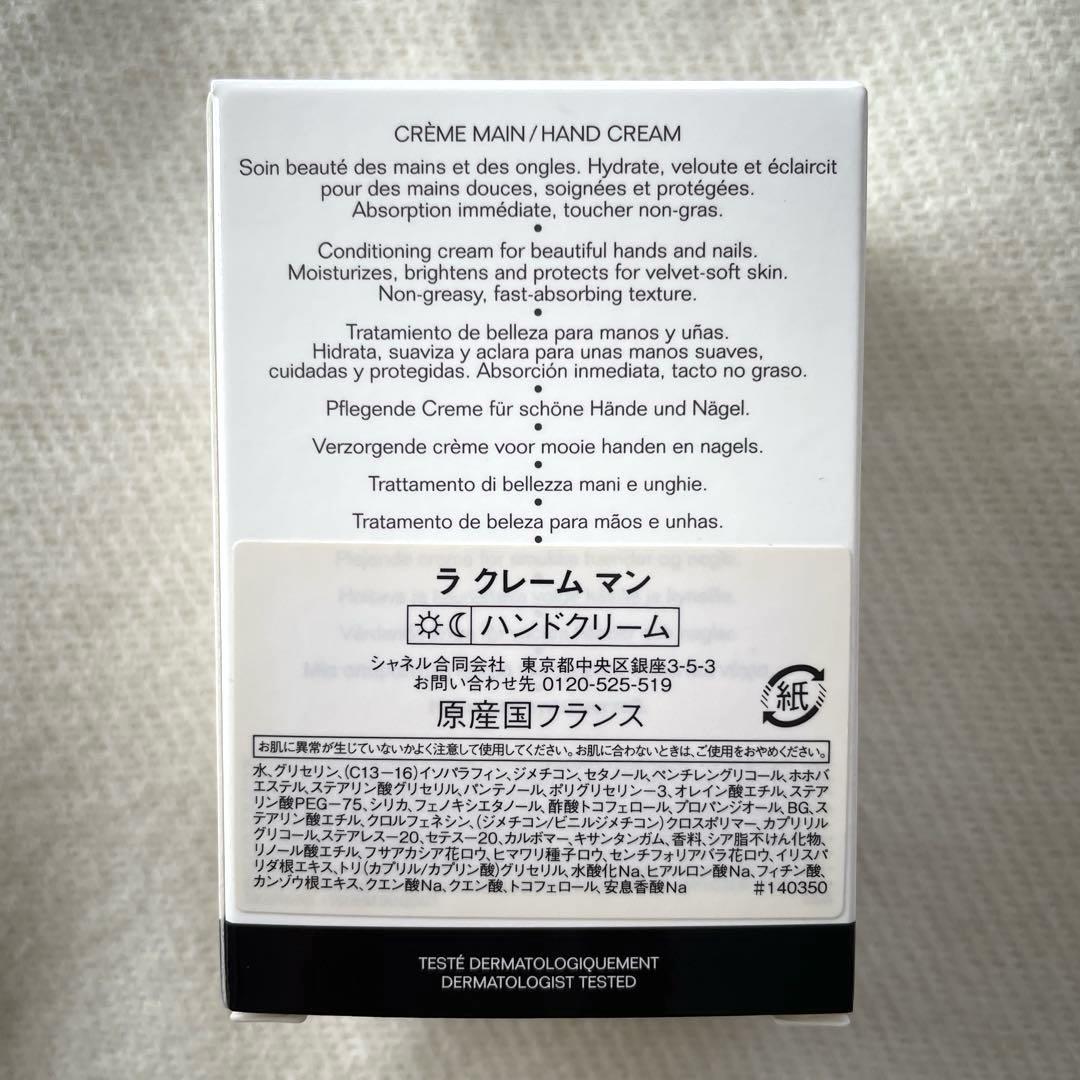 CRÈME MAIN/HAND CREAM
Soin beauté des mains et des ongles. Hydrate, veloute et éclaircit
pour des mains douces, soignées et protégées.
Absorption immédiate, toucher non-gras.
Conditioning cream for beautiful hands and nails.
Moisturizes, brightens and protects for velvet-soft skin.
Non-greasy, fast-absorbing texture.
Tratamiento de belleza para manos y uñas.
Hidrata, suaviza y aclara para unas manos suaves,
cuidadas y protegidas. Absorción inmediata, tacto no graso.
Pflegende Creme für schöne Hände und Nägel.
Verzorgende crème voor mooie handen en nagels.
Trattamento di bellezza mani e unghie.
Tratamento de beleza para mãos e unhas.
ラ クレーム マン
ハンドクリーム
シャネル合同会社 東京都中央区銀座3-5-3
お問い合わせ先 0120-525-519
原産国フランス
紙
お肌に異常が生じていないかよく注意して使用してください。お肌に合わないときは、ご使用をおやめください。
水、グリセリン、(C13-16)イソパラフィン、ジメチコン、セタノール、ペンチレングリコール、ホホバ
エステル、ステアリン酸グリセリル、パンテノール、ポリグリセリン-3、オレイン酸エチル、ステア
リン酸PEG-75、シリカ、フェノキシエタノール、酢酸トコフェロール、プロパンジオール、BG、ス
テアリン酸エチル、クロルフェネシン、(ジメチコン/ビニルジメチコン)クロスポリマー、カプリリル
グリコール、ステアレス-20、セテス-20、カルボマー、キサンタンガム、香料、シア脂不けん化物、
リノール酸エチル、フサアカシア花ロウ、ヒマワリ種子ロウ、センチフォリアバラ花ロウ、イリスパ
リダ根エキス、トリ(カプリル/カプリン酸)グリセリル、水酸化Na、ヒアルロン酸Na、フィチン酸、
カンゾウ根エキス、クエン酸Na、クエン酸、トコフェロール、安息香酸Na #140350
TESTÉ DERMATOLOGIQUEMENT
DERMATOLOGIST TESTED